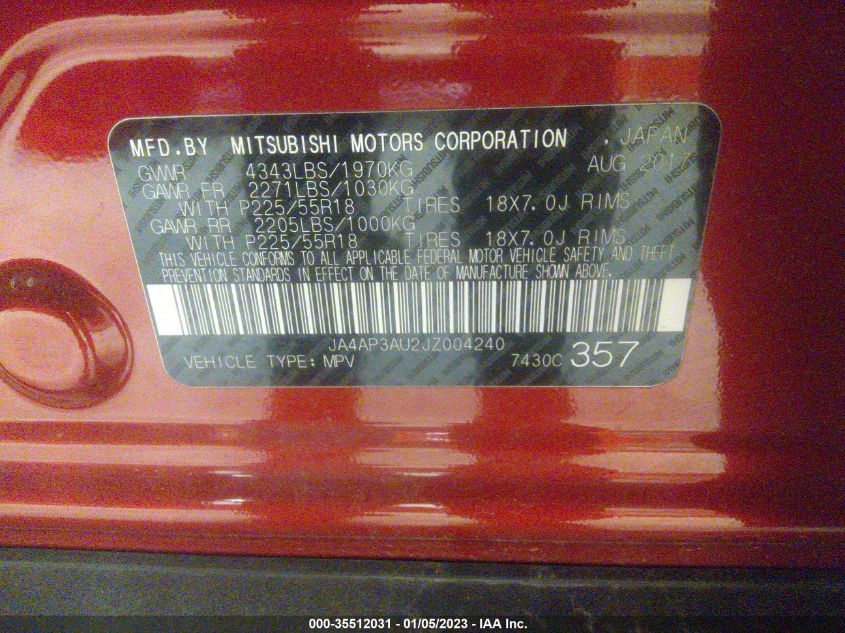 MFD.BY MITSUBISHI MOTORS CORPORATION , JAPAN
GVWR 4343LBS/1970KG AUG 2017
GAWR FR 2271LBS/1030KG
WITH P225/55R18 TIRES 18X7.0J RIMS
GAWR RR 2205LBS/1000KG
WITH P225/55R18 TIRES 18X7.0J RIMS
THIS VEHICLE CONFORMS TO ALL APPLICABLE FEDERAL MOTOR VEHICLE SAFETY AND THEFT
PREVENTION STANDARDS IN EFFECT ON THE DATE OF MANUFACTURE SHOWN ABOVE.
JA4AP3AU2JZ004240
VEHICLE TYPE:MPV 7430C 357
000-35512031 - 01/05/2023 - IAA Inc.